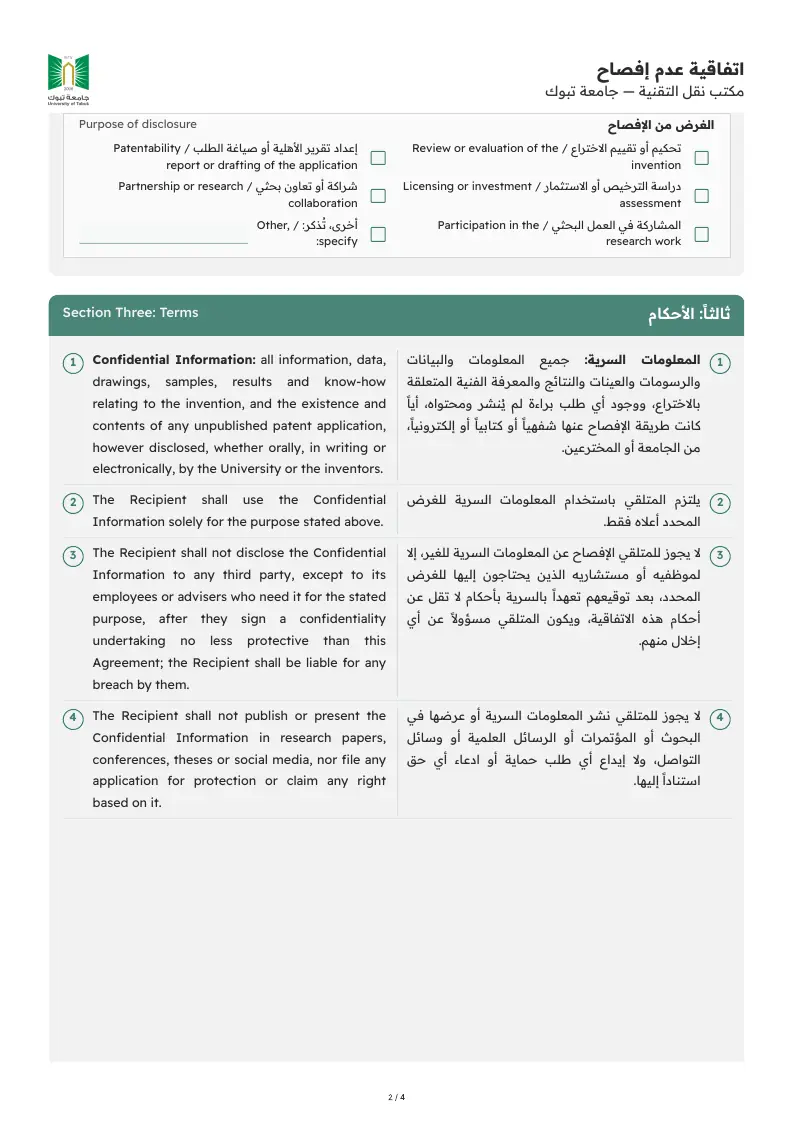 اتفاقية عدم إفصاح
مكتب نقل التقنية — جامعة تبوك
جامعة تبوك
University of Tabuk
الغرض من الإفصاح
Purpose of disclosure
تحكيم أو تقييم الاختراع / Review or evaluation of the
invention
إعداد تقرير الأهلية أو صياغة الطلب / Patentability
report or drafting of the application
دراسة الترخيص أو الاستثمار / Licensing or investment
assessment
شراكة أو تعاون بحثي / Partnership or research
collaboration
المشاركة في العمل البحثي / Participation in the
research work
أخرى، تُذكر: / Other,
specify:
ثالثاً: الأحكام
Section Three: Terms
1
المعلومات السرية: جميع المعلومات والبيانات
والرسومات والعينات والنتائج والمعرفة الفنية المتعلقة
بالاختراع، ووجود أي طلب براءة لم يُنشر ومحتواه، أياً
كانت طريقة الإفصاح عنها شفهياً أو كتابياً أو إلكترونياً،
من الجامعة أو المخترعين.
1
Confidential Information: all information, data,
drawings, samples, results and know-how
relating to the invention, and the existence and
contents of any unpublished patent application,
however disclosed, whether orally, in writing or
electronically, by the University or the inventors.
2
يلتزم المتلقي باستخدام المعلومات السرية للغرض
المحدد أعلاه فقط.
2
The Recipient shall use the Confidential
Information solely for the purpose stated above.
3
لا يجوز للمتلقي الإفصاح عن المعلومات السرية للغير، إلا
لموظفيه أو مستشاريه الذين يحتاجون إليها للغرض
المحدد، بعد توقيعهم تعهداً بالسرية بأحكام لا تقل عن
أحكام هذه الاتفاقية، ويكون المتلقي مسؤولاً عن أي
إخلال منهم.
3
The Recipient shall not disclose the Confidential
Information to any third party, except to its
employees or advisers who need it for the stated
purpose, after they sign a confidentiality
undertaking no less protective than this
Agreement; the Recipient shall be liable for any
breach by them.
4
لا يجوز للمتلقي نشر المعلومات السرية أو عرضها في
البحوث أو المؤتمرات أو الرسائل العلمية أو وسائل
التواصل، ولا إيداع أي طلب حماية أو ادعاء أي حق
استناداً إليها.
4
The Recipient shall not publish or present the
Confidential Information in research papers,
conferences, theses or social media, nor file any
application for protection or claim any right
based on it.
2 / 4